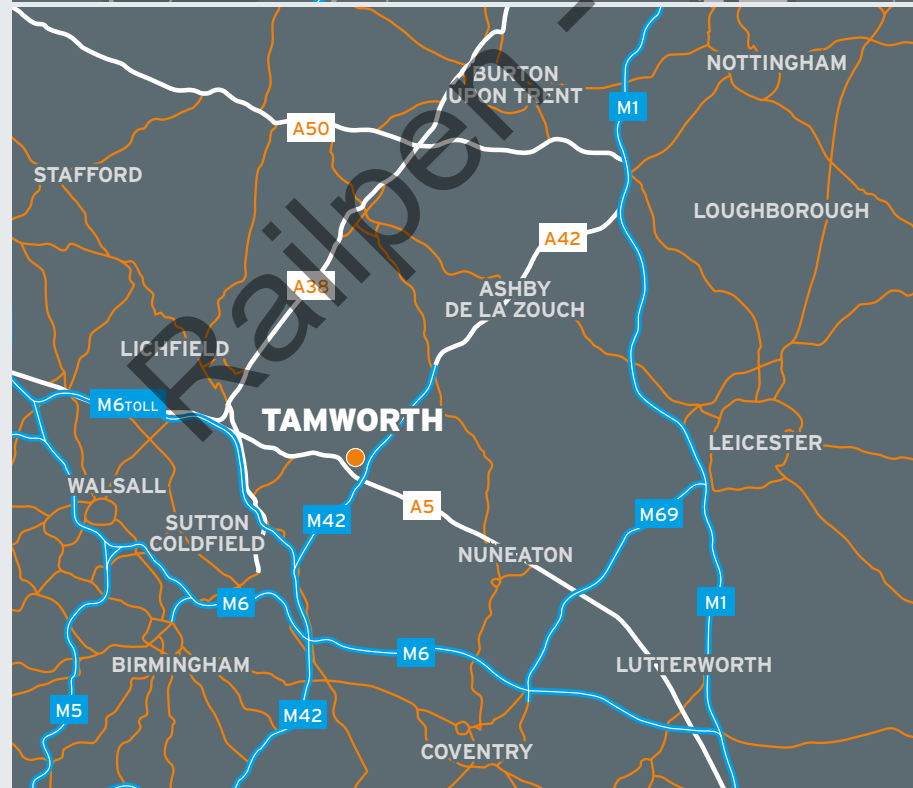 NOTTINGHAM
BURTON
UPON TRENT
M1
A50
STAFFORD
LOUGHBOROUGH
A42
A38
ASHBY
DE LA ZOUCH
LICHFIELD
M6TOLL
TAMWORTH
LEICESTER
WALSALL
A5
M69
M42
SUTTON
COLDFIELD
NUNEATON
M6
M1
M6
BIRMINGHAM
LUTTERWORTH
M5
M42
COVENTRY
Railpen -